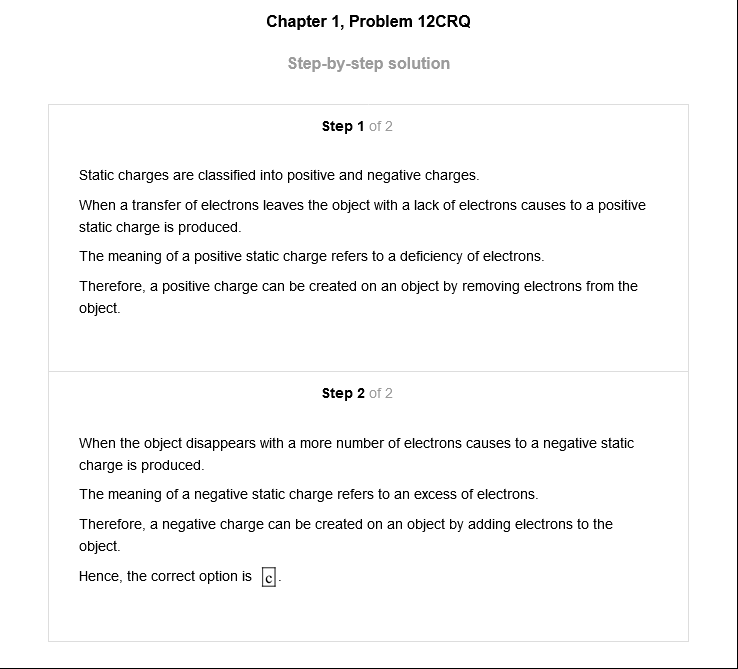 Chapter 1, Problem 12CRQ
Step-by-step solution
Step 1 of 2
Static charges are classified into positive and negative charges.
When a transfer of electrons leaves the object with a lack of electrons causes to a positive
static charge is produced.
The meaning of a positive static charge refers to a deficiency of electrons.
Therefore, a positive charge can be created on an object by removing electrons from the
object.
Step 2 of 2
When the object disappears with a more number of electrons causes to a negative static
charge is produced.
The meaning of a negative static charge refers to an excess of electrons.
Therefore, a negative charge can be created on an object by adding electrons to the
object.
Hence, the correct option is c.